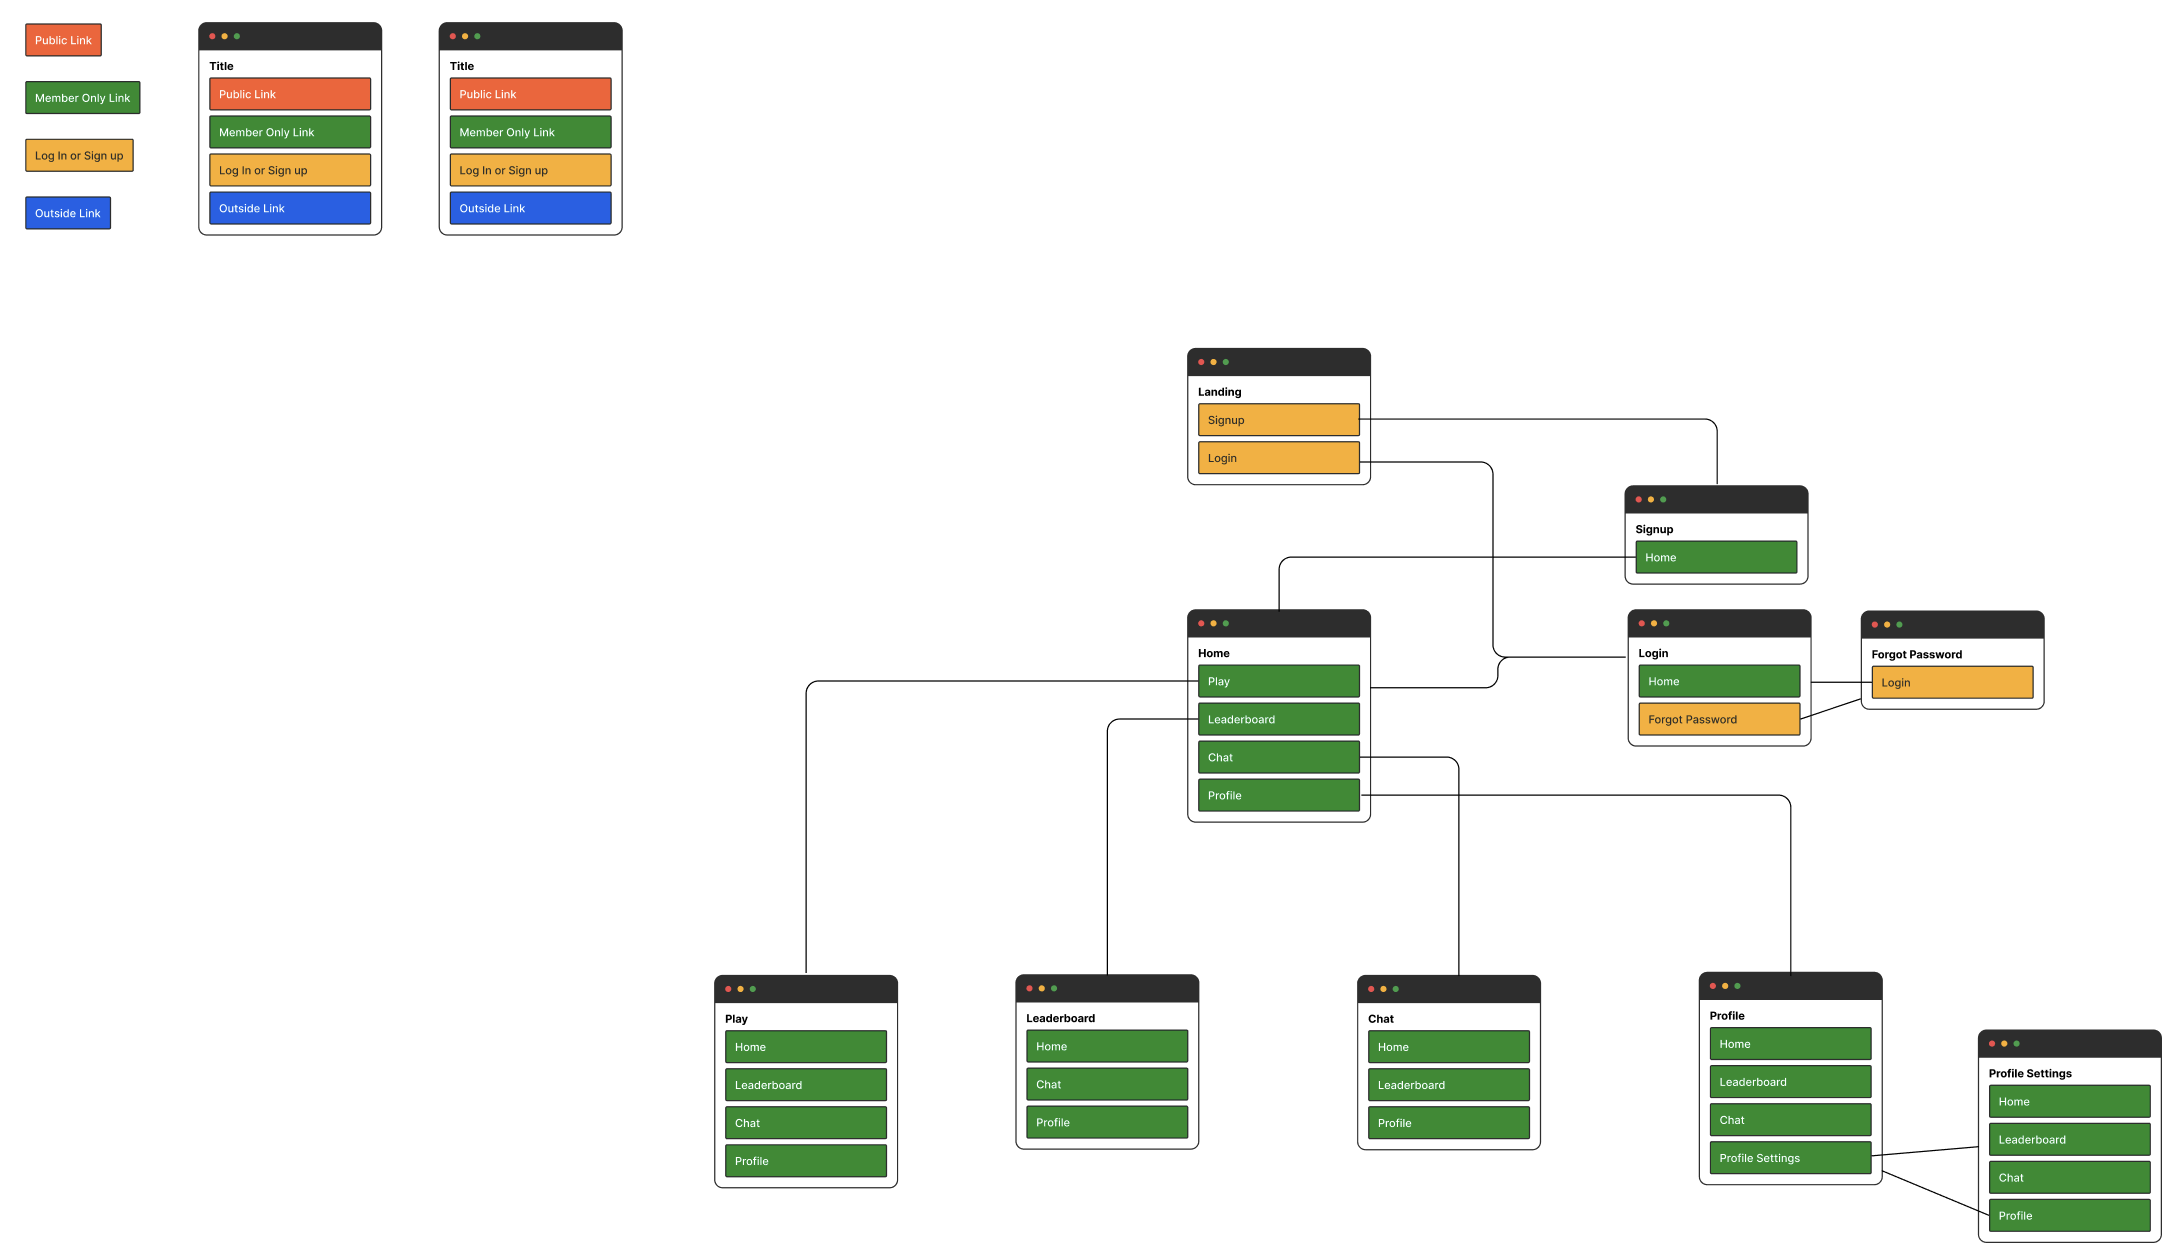 Public Link
Member Only Link
Log In or Sign up
Outside Link
Title
Public Link
Member Only Link
Log In or Sign up
Outside Link
Title
Public Link
Member Only Link
Log In or Sign up
Outside Link
Landing
Signup
Login
Signup
Home
Home
Play
Leaderboard
Chat
Profile
Login
Home
Forgot Password
Forgot Password
Login
Play
Home
Leaderboard
Chat
Profile
Leaderboard
Home
Chat
Profile
Chat
Home
Leaderboard
Profile
Profile
Home
Leaderboard
Chat
Profile Settings
Profile Settings
Home
Leaderboard
Chat
Profile